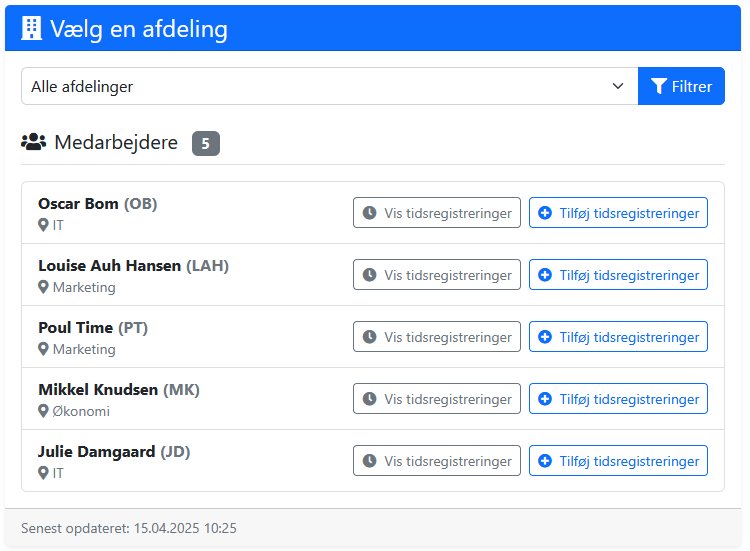 Vælg en afdeling
Alle afdelinger
Filtrer
Medarbejdere 5
Oscar Bom (OB)
IT
Vis tidsregistreringer
Tilføj tidsregistreringer
Louise Auh Hansen (LAH)
Marketing
Vis tidsregistreringer
Tilføj tidsregistreringer
Poul Time (PT)
Marketing
Vis tidsregistreringer
Tilføj tidsregistreringer
Mikkel Knudsen (MK)
Økonomi
Vis tidsregistreringer
Tilføj tidsregistreringer
Julie Damgaard (JD)
IT
Vis tidsregistreringer
Tilføj tidsregistreringer
Senest opdateret: 15.04.2025 10:25